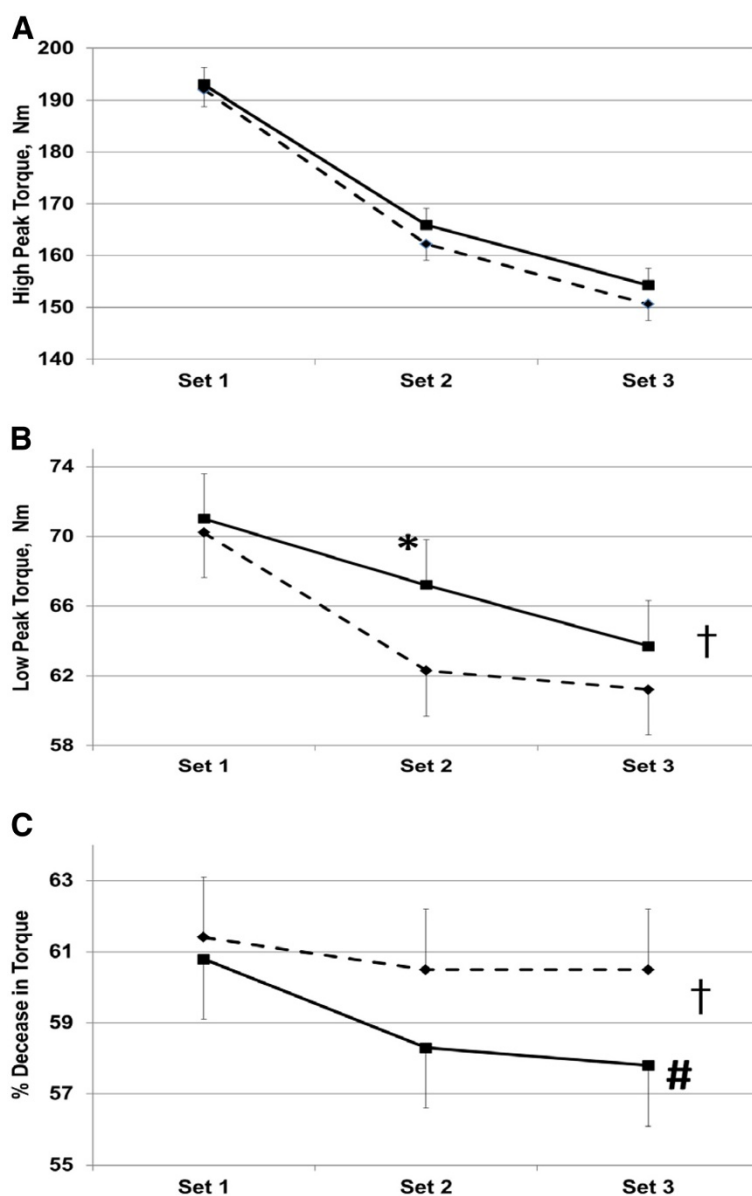 A
High Peak Torque, Nm
200
190
180
170
160
150
140
Set 1 Set 2 Set 3
B
Low Peak Torque, Nm
74
70
66
62
58
*
†
Set 1 Set 2 Set 3
C
% Decease in Torque
63
61
59
57
55
†
#
Set 1 Set 2 Set 3